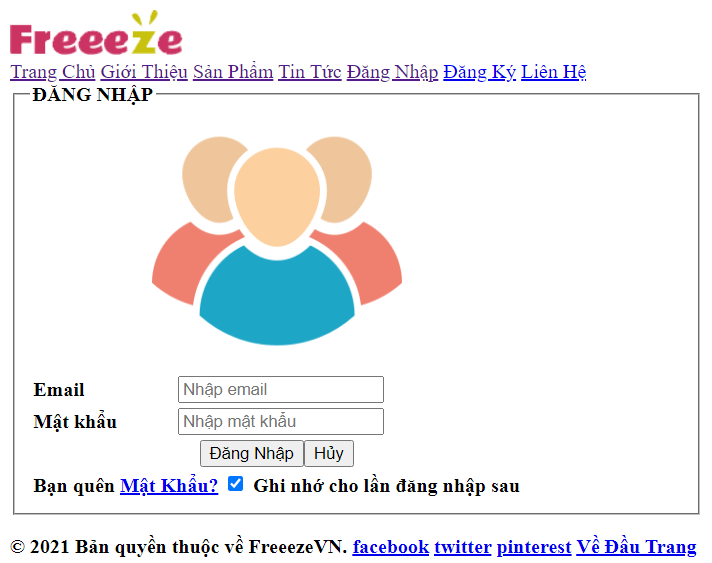 Freeeze
Trang Chủ Giới Thiệu Sản Phẩm Tin Tức Đăng Nhập Đăng Ký Liên Hệ
ĐĂNG NHẬP
Email Nhập email
Mật khẩu Nhập mật khẩu
Đăng Nhập Hủy
Bạn quên Mật Khẩu? Ghi nhớ cho lần đăng nhập sau
© 2021 Bản quyền thuộc về FreeezeVN. facebook twitter pinterest Về Đầu Trang